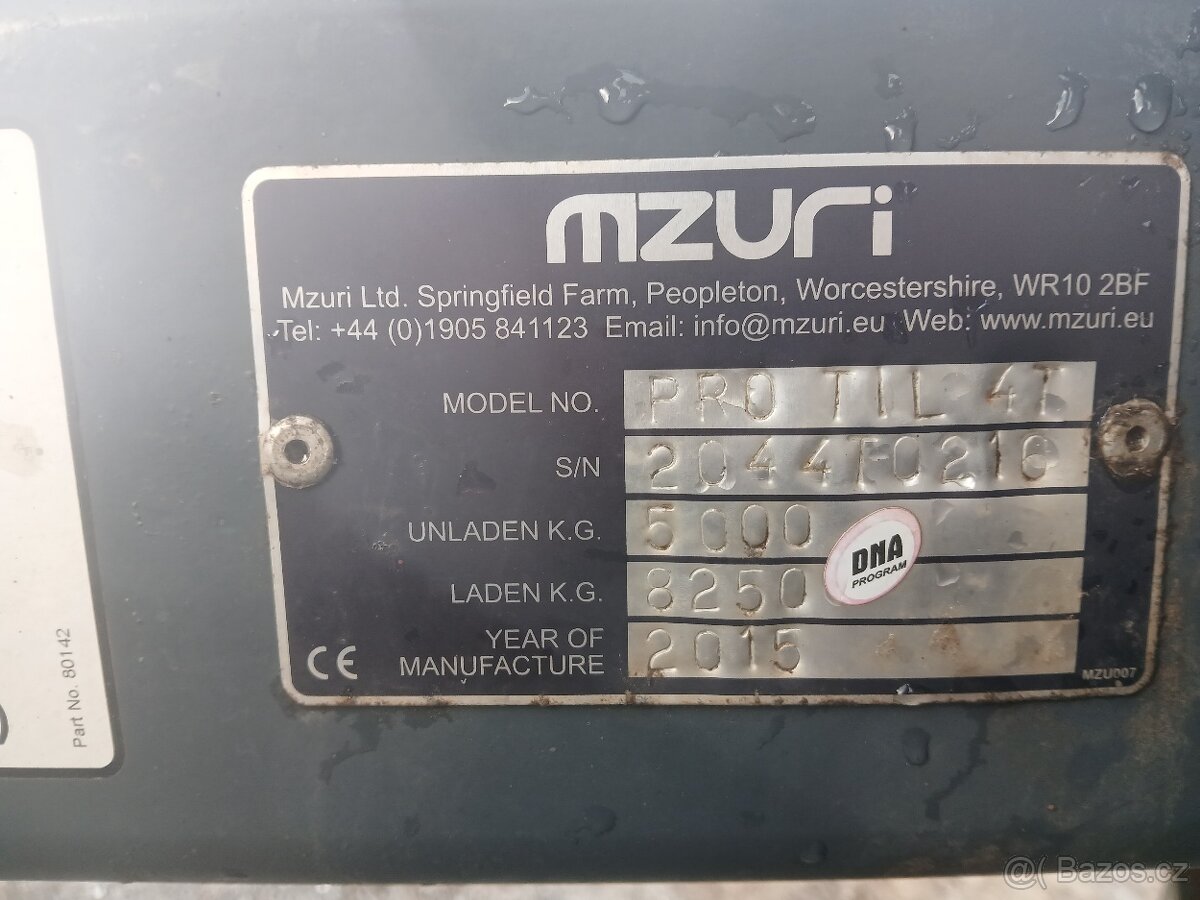 mzuri
Mzuri Ltd. Springfield Farm, Peopleton, Worcestershire, WR10 2BF
Tel: +44 (0)1905 841123 Email: info@mzuri.eu Web: www.mzuri.eu
MODEL NO. PRO TIL 4T
S/N 2044T0216
UNLADEN K.G. 5000
DNA
PROGRAM
LADEN K.G. 8250
YEAR OF
MANUFACTURE 2015
CE
MZU007
Part No. 80142
@( Bazos.cz